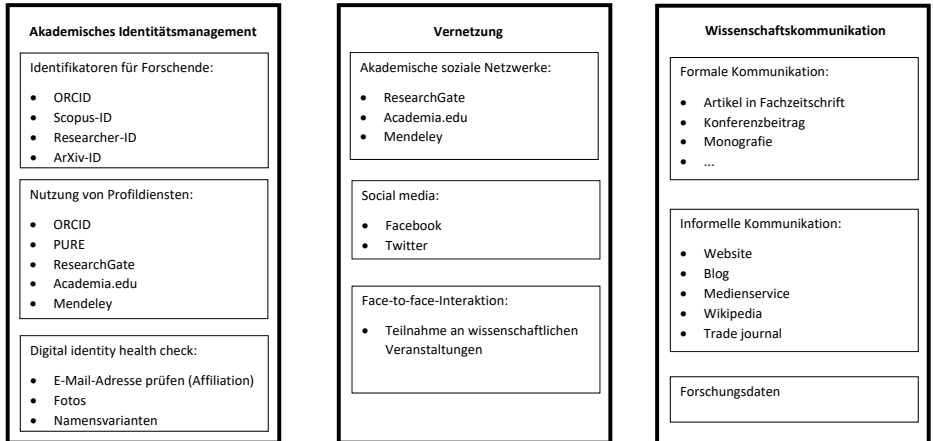 Akademisches Identitätsmanagement
Identifikatoren für Forschende:
• ORCID
• Scopus-ID
• Researcher-ID
• ArXiv-ID
Nutzung von Profildiensten:
• ORCID
• PURE
• ResearchGate
• Academia.edu
• Mendeley
Digital identity health check:
• E-Mail-Adresse prüfen (Affiliation)
• Fotos
• Namensvarianten
Vernetzung
Akademische soziale Netzwerke:
• ResearchGate
• Academia.edu
• Mendeley
Social media:
• Facebook
• Twitter
Face-to-face-Interaktion:
• Teilnahme an wissenschaftlichen
Veranstaltungen
Wissenschaftskommunikation
Formale Kommunikation:
• Artikel in Fachzeitschrift
• Konferenzbeitrag
• Monografie
• ...
Informelle Kommunikation:
• Website
• Blog
• Medienservice
• Wikipedia
• Trade journal
Forschungsdaten